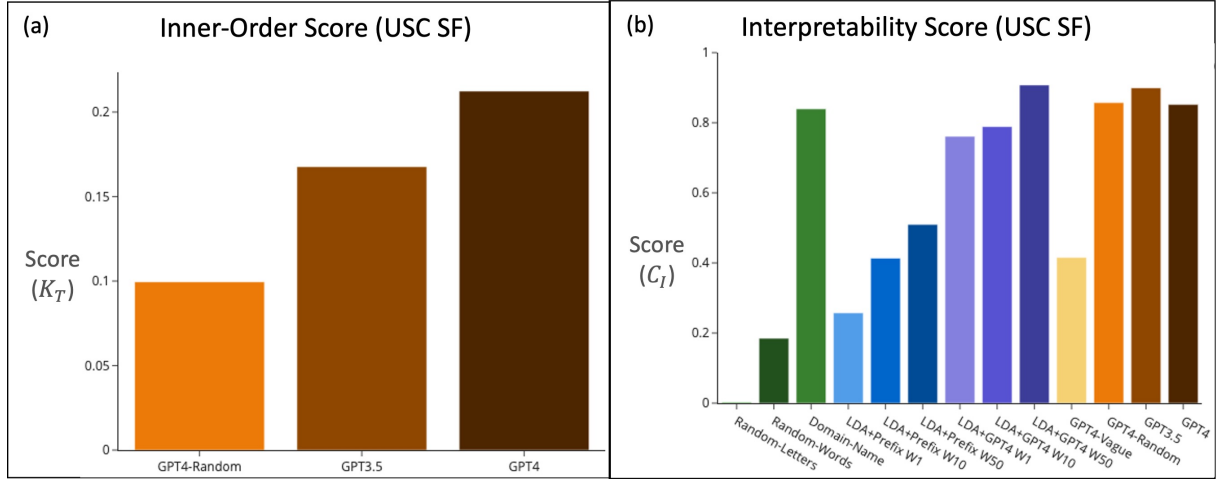 (a)
Inner-Order Score (USC SF)
0.2
0.15
0.1
0.05
0
Score
(K_T)
GPT4-Random
GPT3.5
GPT4
(b)
Interpretability Score (USC SF)
1
0.8
0.6
0.4
0.2
0
Score
(C_I)
Random-Letters
Random-Words
Domain-Name
LDA+Prefix W1
LDA+Prefix W10
LDA+Prefix W50
LDA+GPT4 W1
LDA+GPT4 W10
LDA+GPT4 W50
GPT4-Vague
GPT4-Random
GPT3.5
GPT4